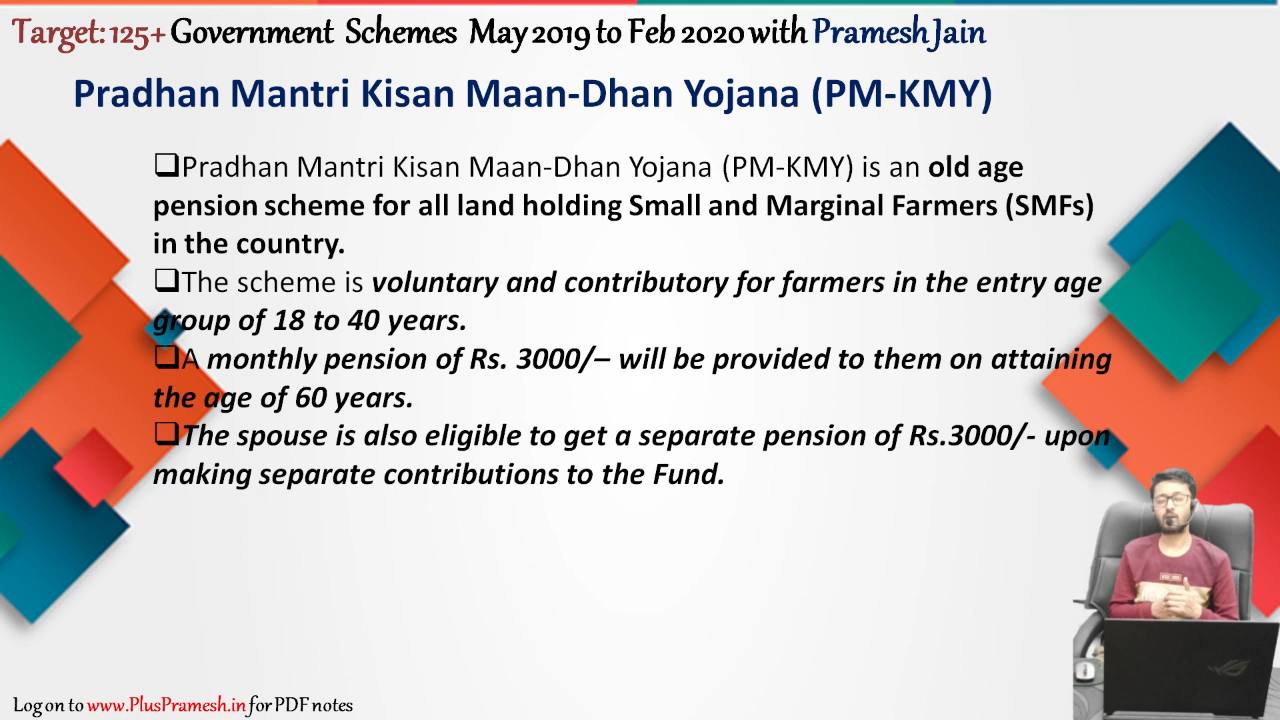 Target: 125+ Government Schemes May 2019 to Feb 2020 with Pramesh Jain
Pradhan Mantri Kisan Maan-Dhan Yojana (PM-KMY)
❑Pradhan Mantri Kisan Maan-Dhan Yojana (PM-KMY) is an old age
pension scheme for all land holding Small and Marginal Farmers (SMFs)
in the country.
❑The scheme is voluntary and contributory for farmers in the entry age
group of 18 to 40 years.
❑A monthly pension of Rs. 3000/– will be provided to them on attaining
the age of 60 years.
❑The spouse is also eligible to get a separate pension of Rs.3000/- upon
making separate contributions to the Fund.
Log on to www.PlusPramesh.in for PDF notes